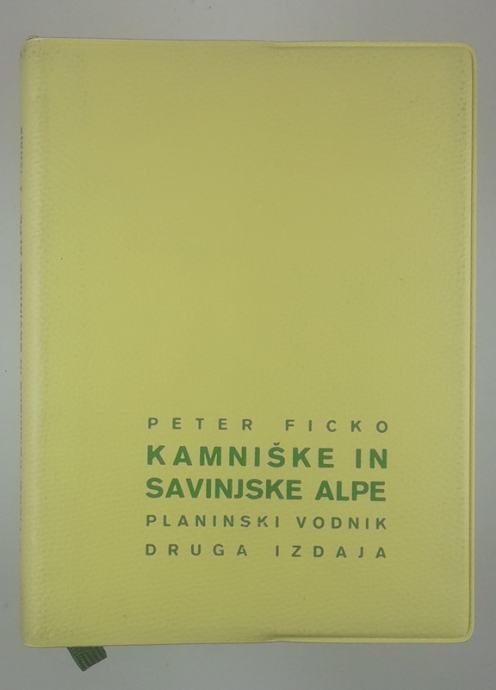 PETER FICKO
KAMNIŠKE IN
SAVINJSKE ALPE
PLANINSKI VODNIK
DRUGA IZDAJA